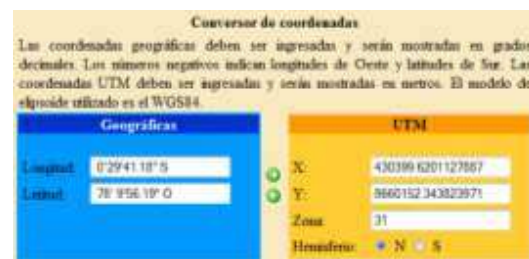 Conversor de coordenadas
Las coordenadas geográficas deben ser ingresadas y serán mostradas en grados
decimales. Los números negativos indican longitudes de Oeste y latitudes de Sur. Las
coordenadas UTM deben ser ingresadas y serán mostradas en metros. El modelo de
elipsoide utilizado es el WGS84.
Geográficas
UTM
Longitud: 0°29'41.18" S
X: 430399.6201127887
Latitud: 78° 9'56.19" O
Y: 8660152.343823971
Zona: 31
Hemisferio: N S